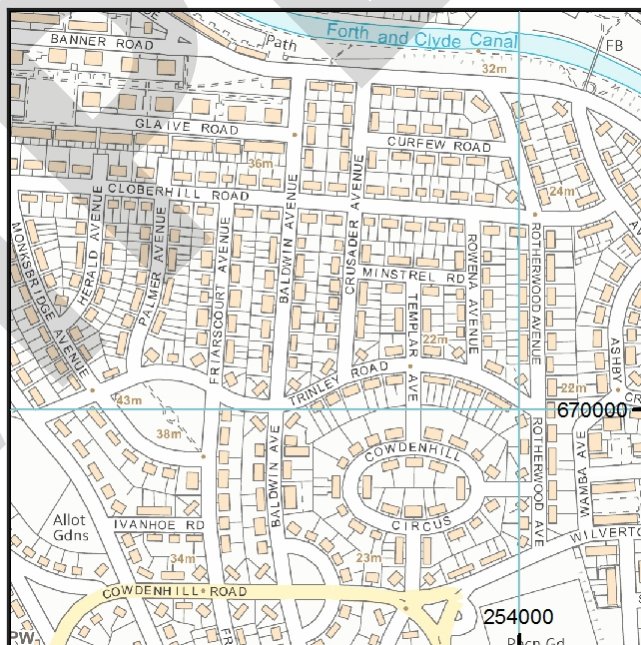 BANNER ROAD
Path
Forth and Clyde Canal
FB
32m
GLAIVE ROAD
CURFEW ROAD
36m
CLOBERHILL ROAD
24m
MONKSBRIDGE AVENUE
HERALD AVENUE
PALMER AVENUE
FRIARSCOURT AVENUE
BALDWIN AVENUE
CRUSADER AVENUE
MINSTREL RD
ROWENA AVENUE
ROTHERWOOD AVENUE
TEMPLAR AVE
22m
ASHBY
TRINLEY ROAD
22m
43m
670000
38m
BALDWIN AVE
COWDENHILL
CIRCUS
ROTHERWOOD AVE
WAMBA AVE
Allot
Gdns
IVANHOE RD
WILVERTO
34m
23m
COWDENHILL ROAD
254000
PW
FR